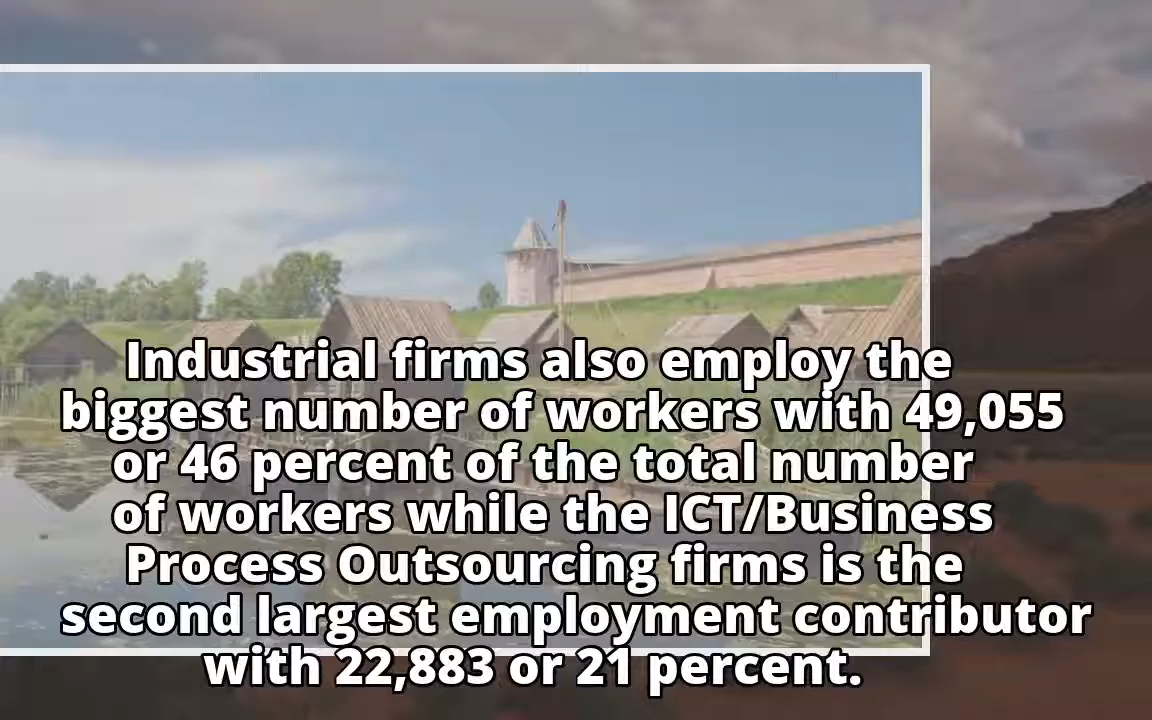 Industrial firms also employ the
biggest number of workers with 49,055
or 46 percent of the total number
of workers while the ICT/Business
Process Outsourcing firms is the
second largest employment contributor
with 22,883 or 21 percent.